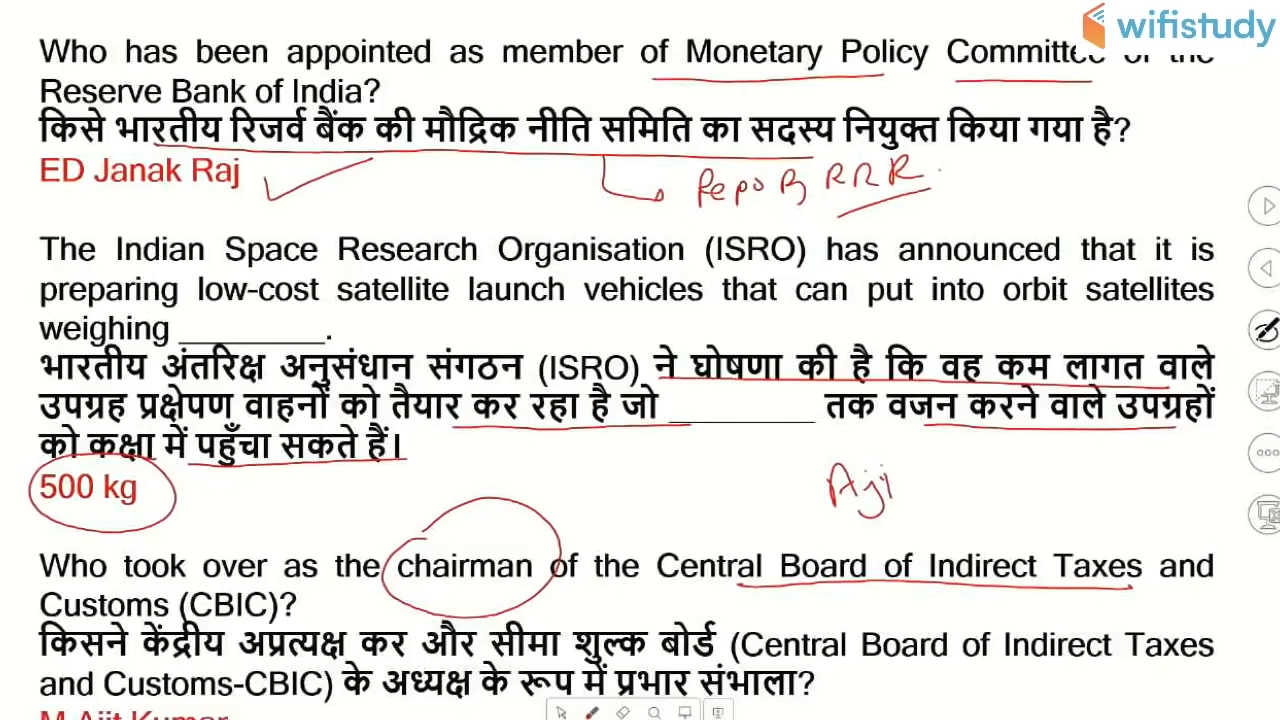 wifistudy
Who has been appointed as member of Monetary Policy Committee of the
Reserve Bank of India?
किसे भारतीय रिजर्व बैंक की मौद्रिक नीति समिति का सदस्य नियुक्त किया गया है?
ED Janak Raj
Repo R RRR
The Indian Space Research Organisation (ISRO) has announced that it is
preparing low-cost satellite launch vehicles that can put into orbit satellites
weighing _________.
भारतीय अंतरिक्ष अनुसंधान संगठन (ISRO) ने घोषणा की है कि वह कम लागत वाले
उपग्रह प्रक्षेपण वाहनों को तैयार कर रहा है जो _________ तक वजन करने वाले उपग्रहों
को कक्षा में पहुँचा सकते हैं।
500 kg
Aji
Who took over as the chairman of the Central Board of Indirect Taxes and
Customs (CBIC)?
किसने केंद्रीय अप्रत्यक्ष कर और सीमा शुल्क बोर्ड (Central Board of Indirect Taxes
and Customs-CBIC) के अध्यक्ष के रूप में प्रभार संभाला?
M Ajit Kumar